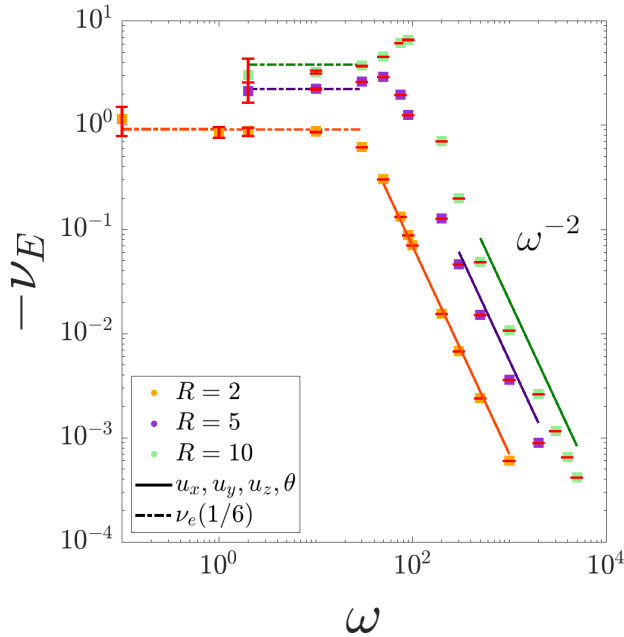 10^1
10^0
10^{-1}
10^{-2}
10^{-3}
10^{-4}
−ν_E
ω^{−2}
R = 2
R = 5
R = 10
u_x, u_y, u_z, θ
ν_e(1/6)
10^0 10^2 10^4
ω